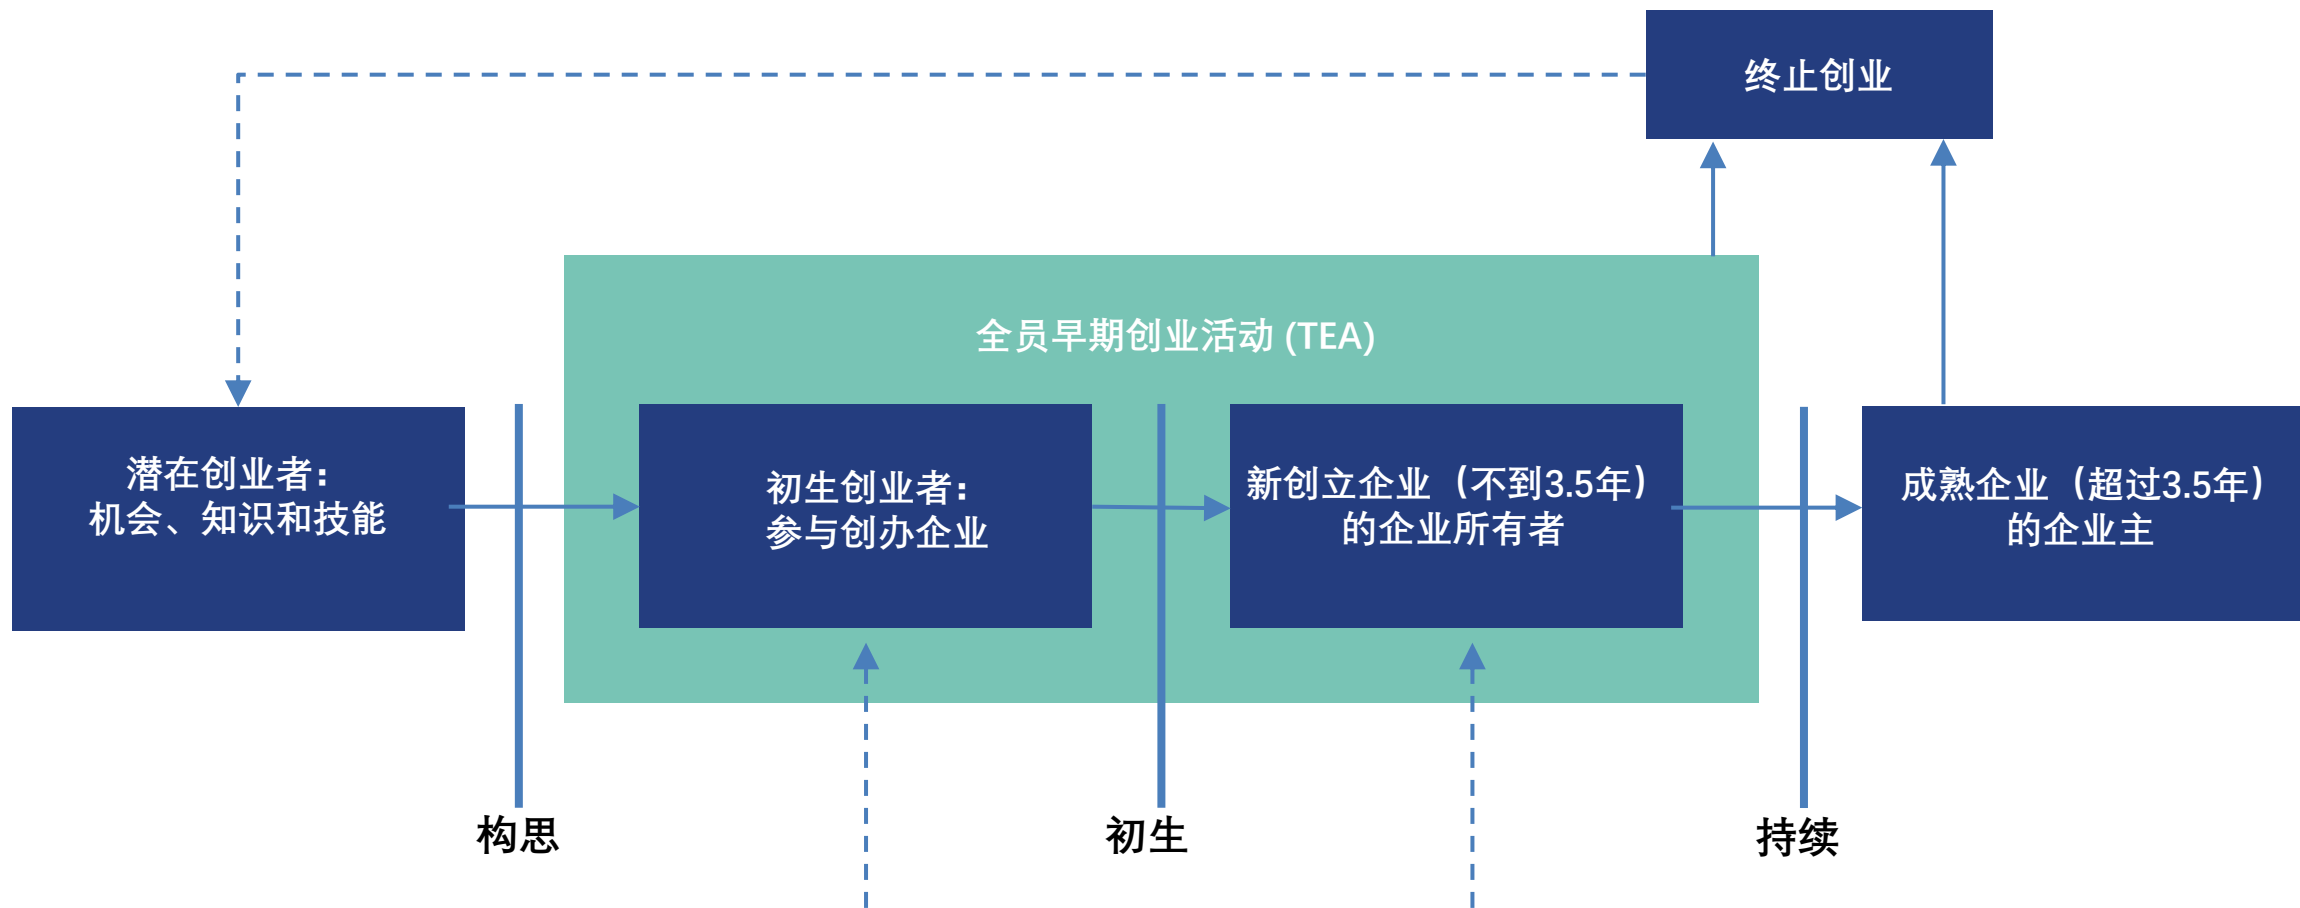 终止创业
全员早期创业活动 (TEA)
潜在创业者：
机会、知识和技能
初生创业者：
参与创办企业
新创立企业（不到3.5年）
的企业所有者
成熟企业（超过3.5年）
的企业主
构思
初生
持续